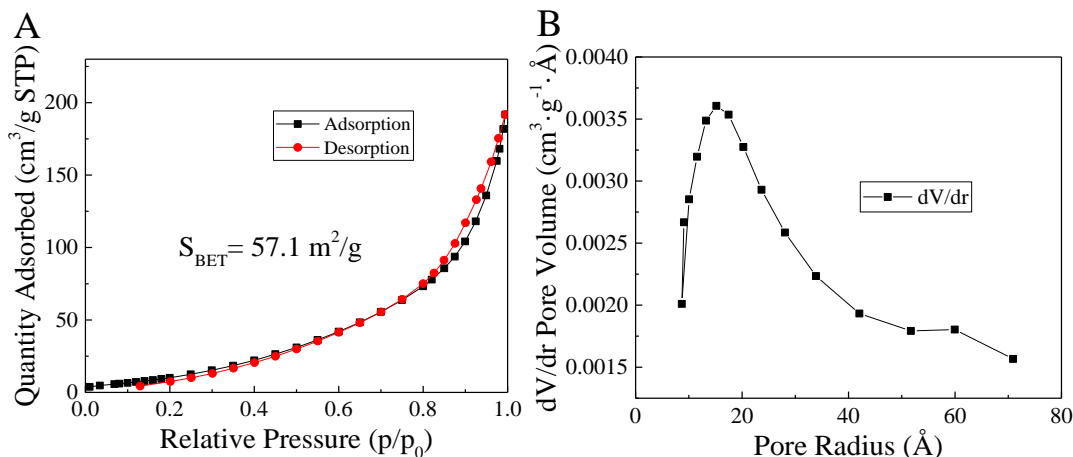 A
Quantity Adsorbed (cm³/g STP)
200
150
100
50
0
Adsorption
Desorption
S_BET= 57.1 m²/g
0.0 0.2 0.4 0.6 0.8 1.0
Relative Pressure (p/p₀)
B
dV/dr Pore Volume (cm³·g⁻¹·Å)
0.0040
0.0035
0.0030
0.0025
0.0020
0.0015
dV/dr
0 20 40 60 80
Pore Radius (Å)